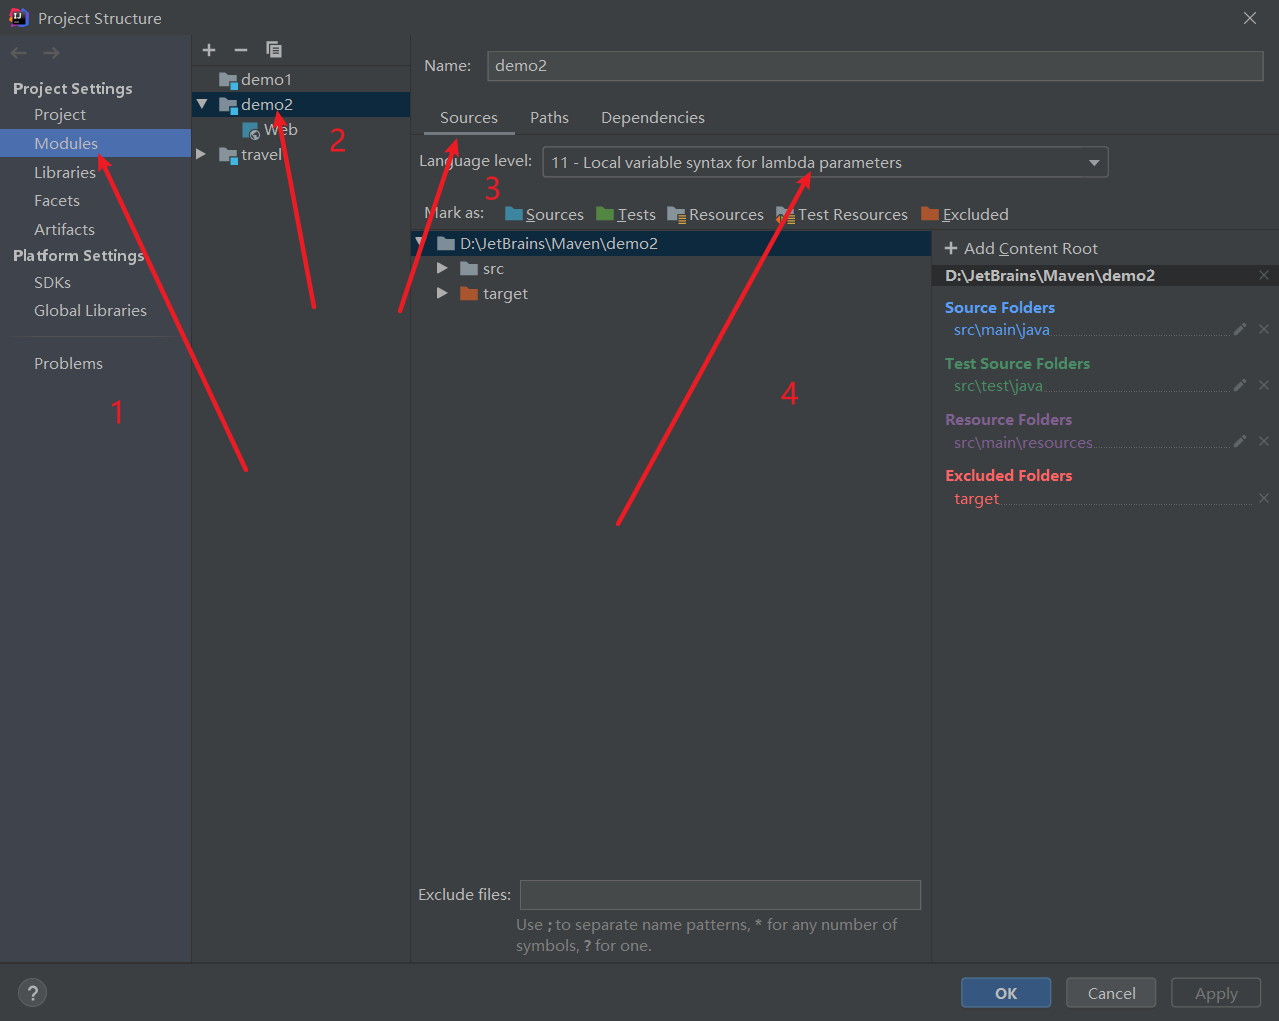 Project Structure
Project Settings
Project
Modules
Libraries
Facets
Artifacts
Platform Settings
SDKs
Global Libraries
Problems
1
demo1
demo2
Web
travel
2
Name: demo2
Sources Paths Dependencies
Language level: 11 - Local variable syntax for lambda parameters
3
Mark as: Sources Tests Resources Test Resources Excluded
D:\JetBrains\Maven\demo2
src
target
4
Add Content Root
D:\JetBrains\Maven\demo2
Source Folders
src\main\java
Test Source Folders
src\test\java
Resource Folders
src\main\resources
Excluded Folders
target
Exclude files:
Use ; to separate name patterns, * for any number of
symbols, ? for one.
?
OK Cancel Apply